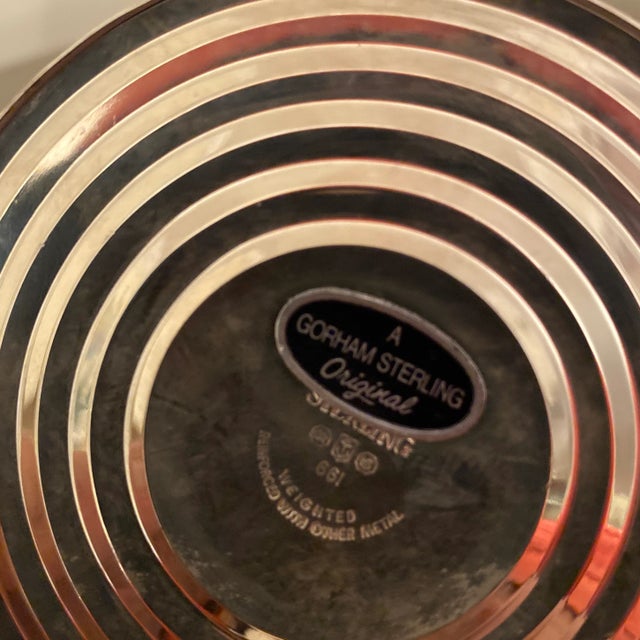 A
GORHAM STERLING
Original
STERLING
661
WEIGHTED
REINFORCED WITH OTHER METAL